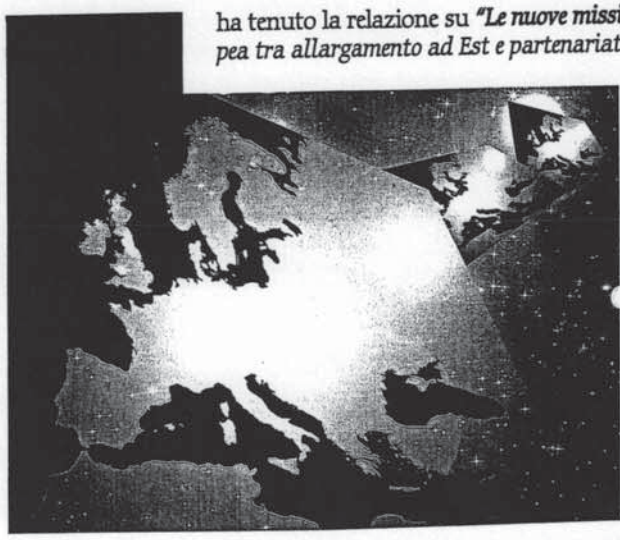 ha tenuto la relazione su "Le nuove missi
pea tra allargamento ad Est e partenariat